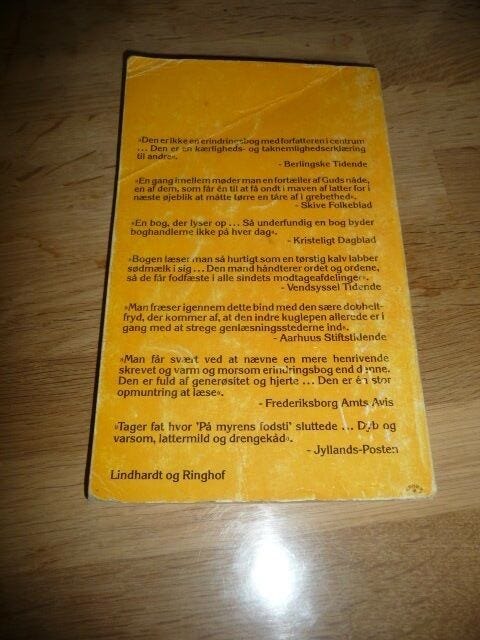 »Den er ikke en erindringsbog med forfatteren i centrum
... Den er en kærligheds- og taknemlighedserklæring
til andre«.
- Berlingske Tidende
»En gang imellem møder man en fortæller af Guds nåde,
en af dem, som får én til at få ondt i maven af latter for i
næste øjeblik at måtte tørre en tåre af i grebethed«.
- Skive Folkeblad
»En bog, der lyser op ... Så underfundig en bog byder
boghandlerne ikke på hver dag«.
- Kristeligt Dagblad
»Bogen læser man så hurtigt som en tørstig kalv labber
sødmælk i sig ... Den mand håndterer ordet og ordene,
så de får fodfæste i alle sindets modtageafdelinger«.
- Vendsyssel Tidende
»Man fræser igennem dette bind med den sære dobbelt-
fryd, der kommer af, at den indre kuglepen allerede er i
gang med at strege genlæsningsstederne ind«.
- Aarhuus Stiftstidende
»Man får svært ved at nævne en mere henrivende
skrevet og varm og morsom erindringsbog end denne.
Den er fuld af generøsitet og hjerte ... Den er én stor
opmuntring at læse«.
- Frederiksborg Amts Avis
»Tager fat hvor 'På myrens fodsti' sluttede ... Dyb og
varsom, lattermild og drengekåd«.
- Jyllands-Posten
Lindhardt og Ringhof